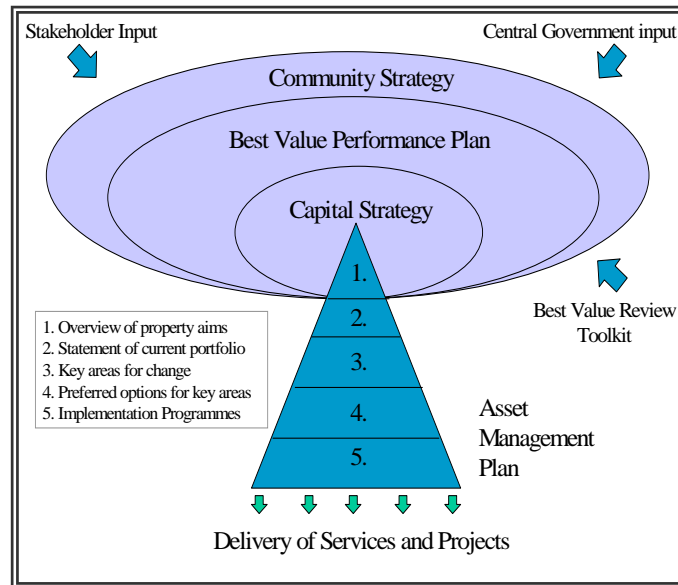 Stakeholder Input
Central Government input
Community Strategy
Best Value Performance Plan
Capital Strategy
1.
2.
3.
4.
5.
1. Overview of property aims
2. Statement of current portfolio
3. Key areas for change
4. Preferred options for key areas
5. Implementation Programmes
Best Value Review
Toolkit
Asset
Management
Plan
Delivery of Services and Projects